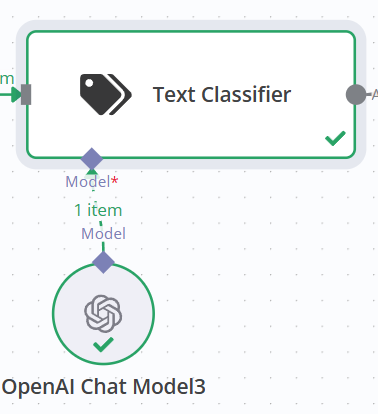 m
Text Classifier
A
Model*
1 item
Model
OpenAI Chat Model3